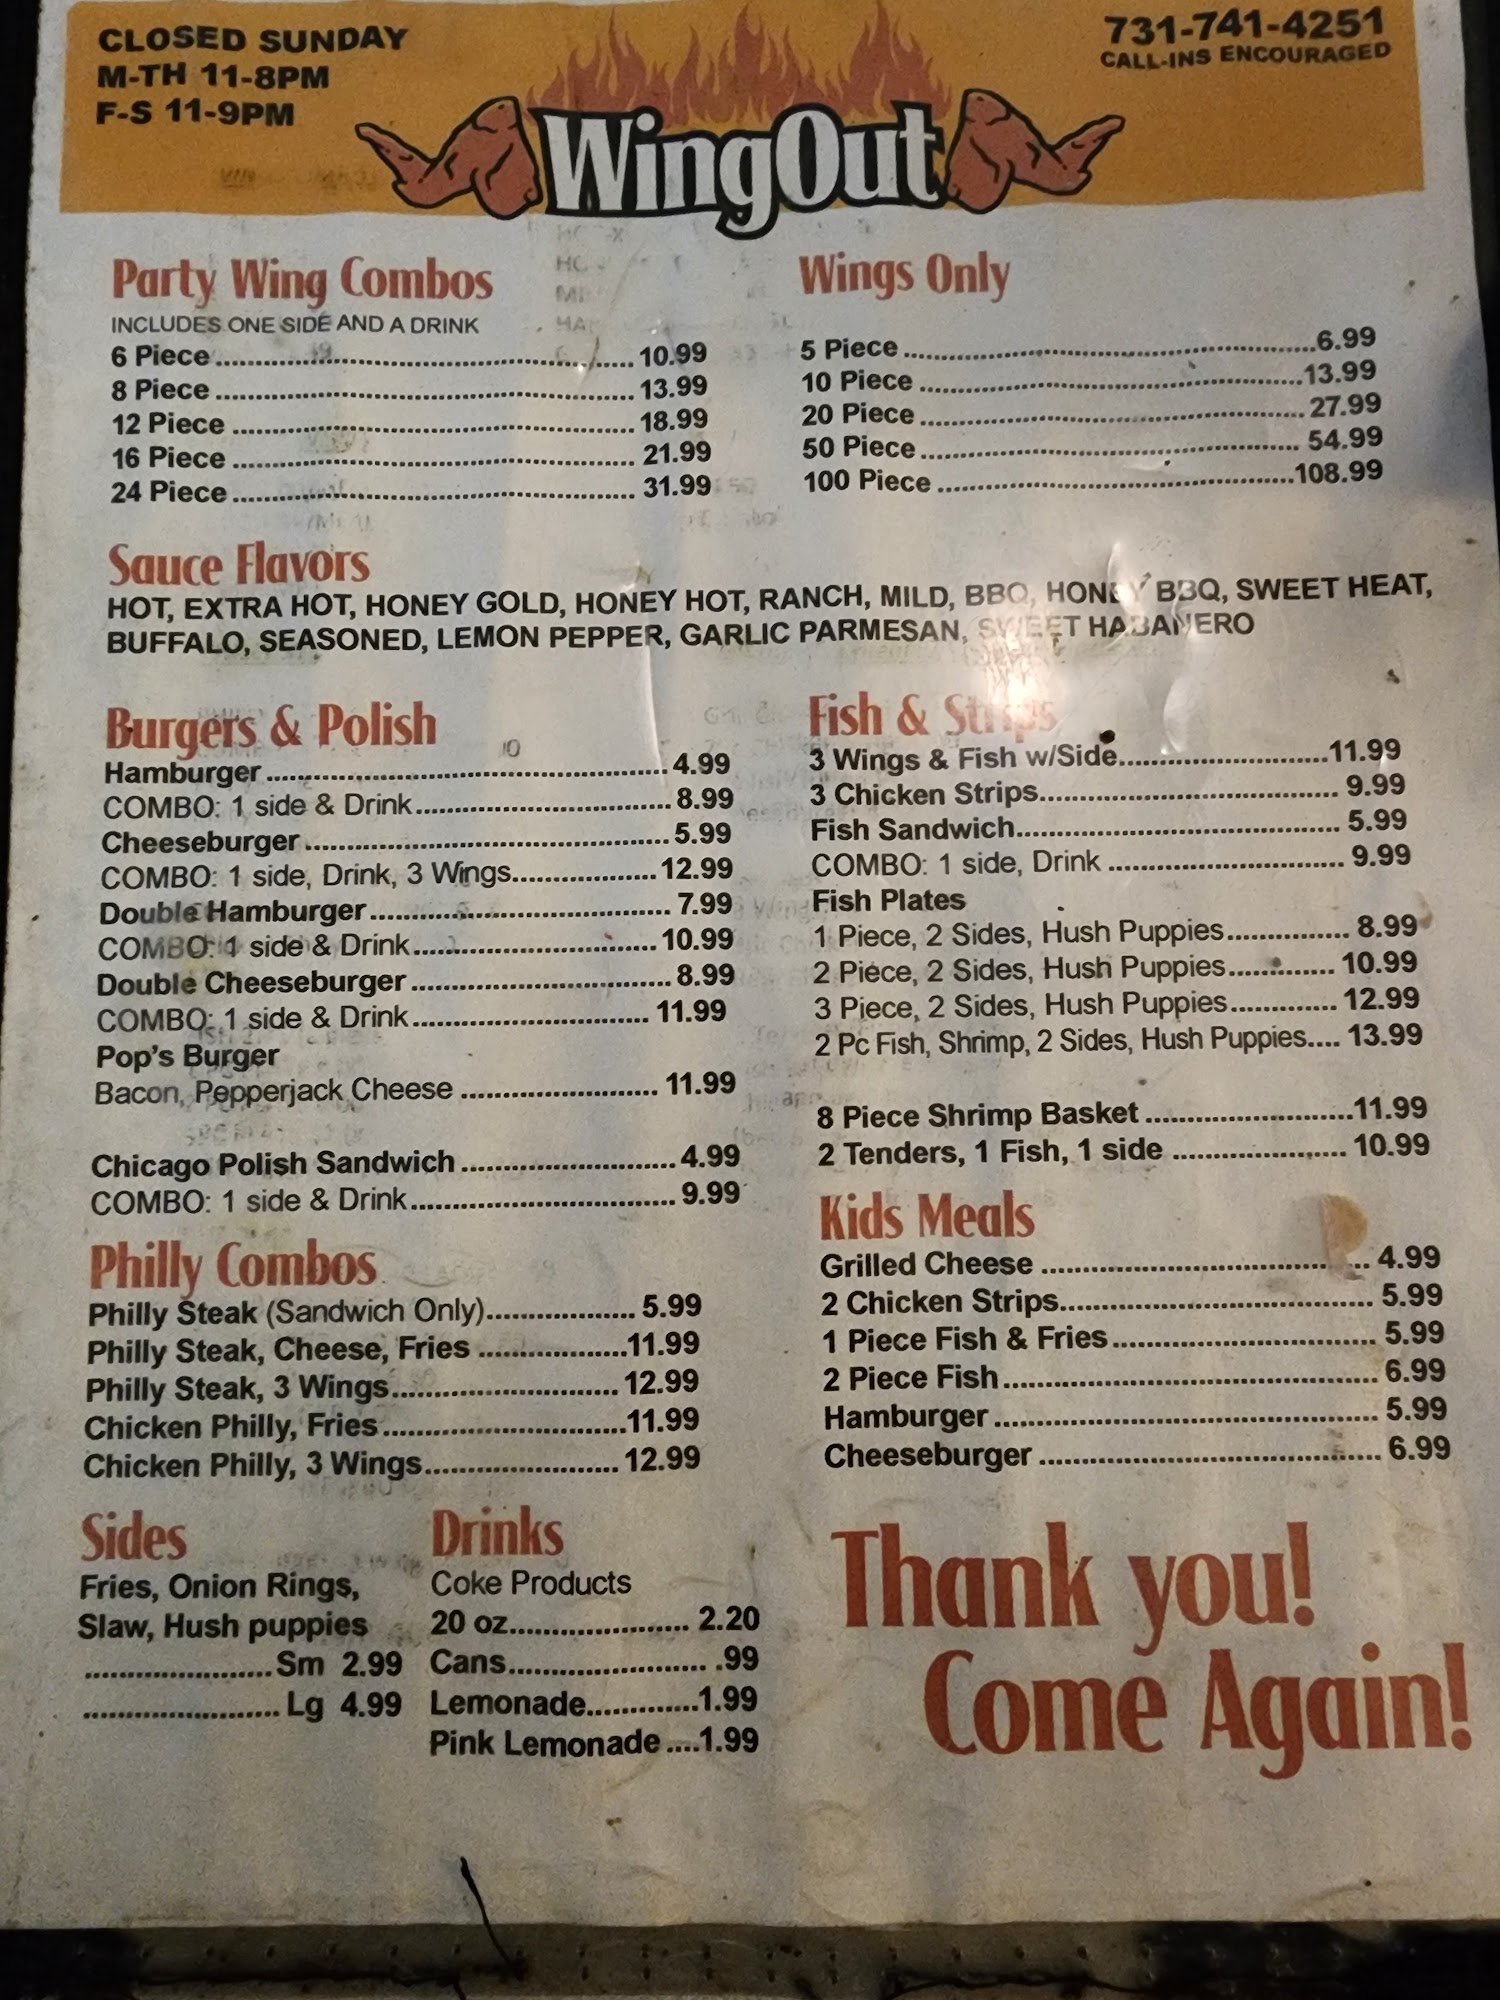 CLOSED SUNDAY
M-TH 11-8PM
F-S 11-9PM
731-741-4251
CALL-INS ENCOURAGED
WingOut
Party Wing Combos
INCLUDES ONE SIDE AND A DRINK
6 Piece 10.99
8 Piece 13.99
12 Piece 18.99
16 Piece 21.99
24 Piece 31.99
Wings Only
5 Piece 6.99
10 Piece 13.99
20 Piece 27.99
50 Piece 54.99
100 Piece 108.99
Sauce Flavors
HOT, EXTRA HOT, HONEY GOLD, HONEY HOT, RANCH, MILD, BBQ, HONEY BBQ, SWEET HEAT,
BUFFALO, SEASONED, LEMON PEPPER, GARLIC PARMESAN, SWEET HABANERO
Burgers & Polish
Hamburger 4.99
COMBO: 1 side & Drink 8.99
Cheeseburger 5.99
COMBO: 1 side, Drink, 3 Wings 12.99
Double Hamburger 7.99
COMBO: 1 side & Drink 10.99
Double Cheeseburger 8.99
COMBO: 1 side & Drink 11.99
Pop's Burger
Bacon, Pepperjack Cheese 11.99
Chicago Polish Sandwich 4.99
COMBO: 1 side & Drink 9.99
Philly Combos
Philly Steak (Sandwich Only) 5.99
Philly Steak, Cheese, Fries 11.99
Philly Steak, 3 Wings 12.99
Chicken Philly, Fries 11.99
Chicken Philly, 3 Wings 12.99
Sides
Fries, Onion Rings,
Slaw, Hush puppies
Sm 2.99
Lg 4.99
Drinks
Coke Products
20 oz 2.20
Cans .99
Lemonade 1.99
Pink Lemonade 1.99
Fish & Strips
3 Wings & Fish w/Side 11.99
3 Chicken Strips 9.99
Fish Sandwich 5.99
COMBO: 1 side, Drink 9.99
Fish Plates
1 Piece, 2 Sides, Hush Puppies 8.99
2 Piece, 2 Sides, Hush Puppies 10.99
3 Piece, 2 Sides, Hush Puppies 12.99
2 Pc Fish, Shrimp, 2 Sides, Hush Puppies 13.99
8 Piece Shrimp Basket 11.99
2 Tenders, 1 Fish, 1 side 10.99
Kids Meals
Grilled Cheese 4.99
2 Chicken Strips 5.99
1 Piece Fish & Fries 5.99
2 Piece Fish 6.99
Hamburger 5.99
Cheeseburger 6.99
Thank you!
Come Again!